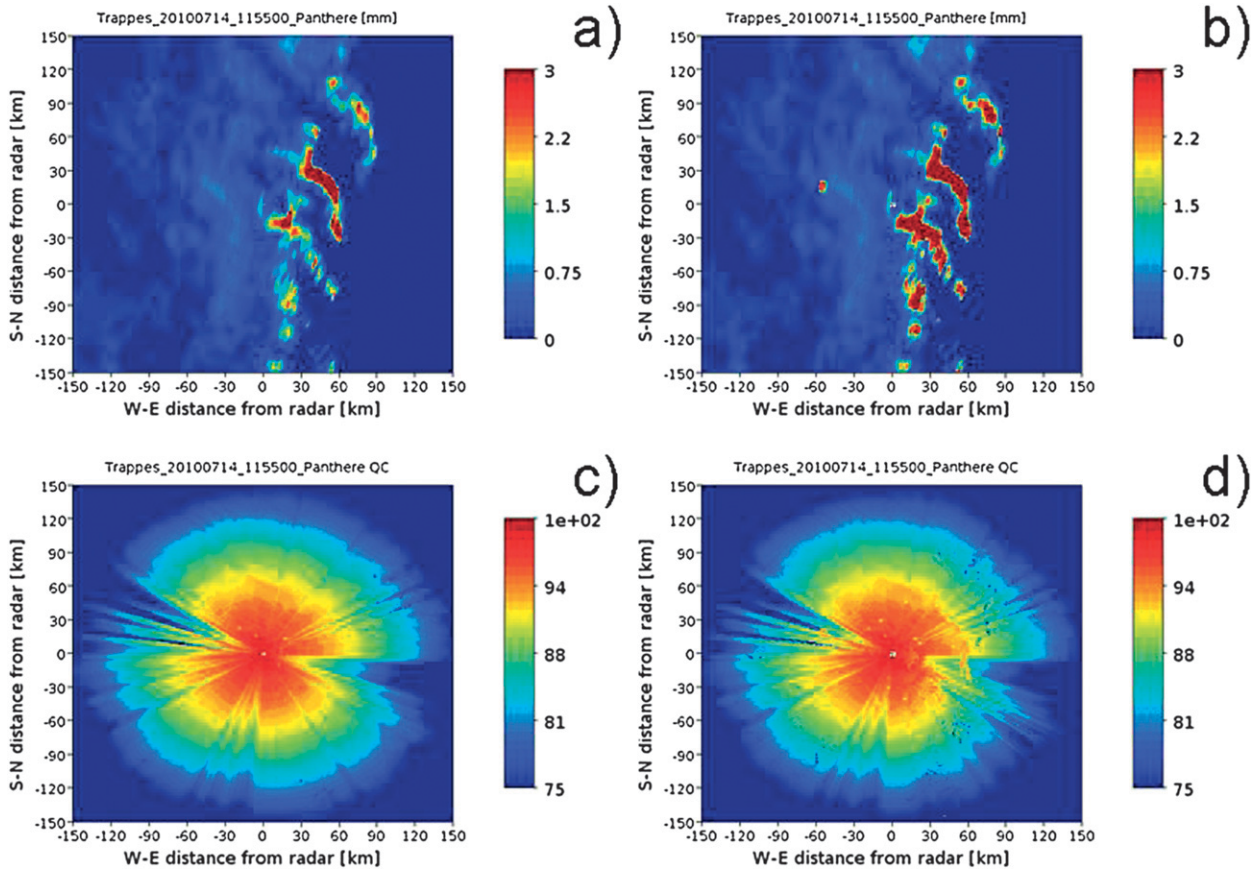 Trappes_20100714_115500_Panthere [mm]
a)
S-N distance from radar [km]
150
120
90
60
30
0
-30
-60
-90
-120
-150
-150 -120 -90 -60 -30 0 30 60 90 120 150
W-E distance from radar [km]
3
2.2
1.5
0.75
0
Trappes_20100714_115500_Panthere [mm]
b)
S-N distance from radar [km]
150
120
90
60
30
0
-30
-60
-90
-120
-150
-150 -120 -90 -60 -30 0 30 60 90 120 150
W-E distance from radar [km]
3
2.2
1.5
0.75
0
Trappes_20100714_115500_Panthere QC
c)
S-N distance from radar [km]
150
120
90
60
30
0
-30
-60
-90
-120
-150
-150 -120 -90 -60 -30 0 30 60 90 120 150
W-E distance from radar [km]
1e+02
94
88
81
75
Trappes_20100714_115500_Panthere QC
d)
S-N distance from radar [km]
150
120
90
60
30
0
-30
-60
-90
-120
-150
-150 -120 -90 -60 -30 0 30 60 90 120 150
W-E distance from radar [km]
1e+02
94
88
81
75